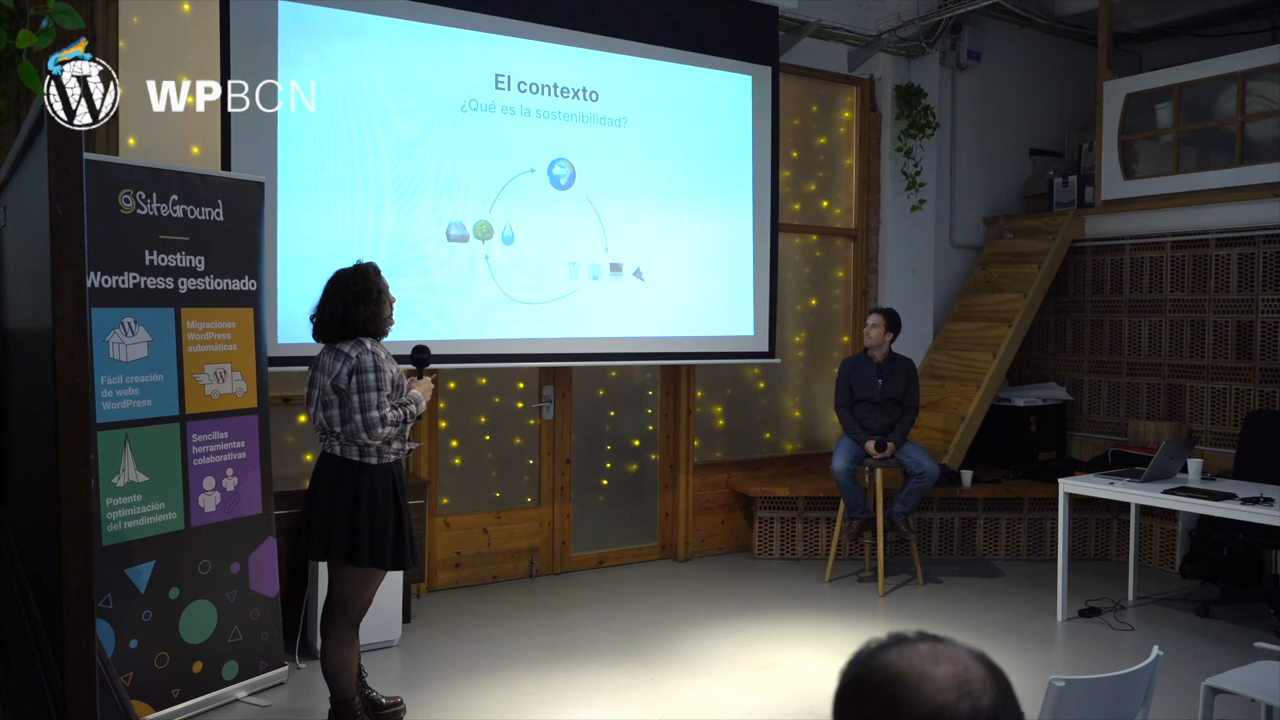 WPBCN
El contexto
¿Qué es la sostenibilidad?
SiteGround
Hosting
WordPress gestionado
Fácil creación
de webs
WordPress
Migraciones
WordPress
automáticas
Potente
optimización
del rendimiento
Sencillas
herramientas
colaborativas